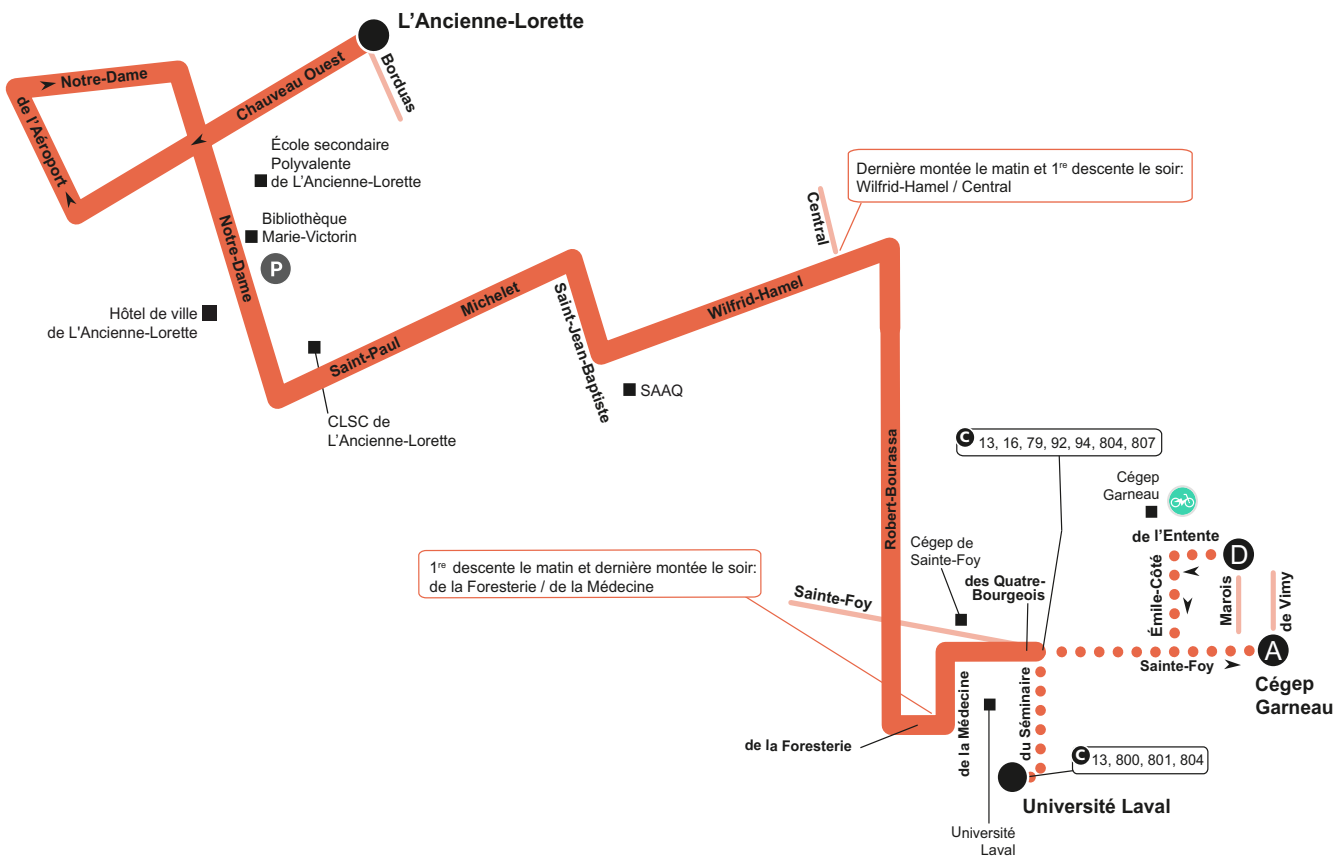 L'Ancienne-Lorette
Borduas
Chauveau Ouest
Notre-Dame
de l'Aéroport
École secondaire
Polyvalente
de L'Ancienne-Lorette
Bibliothèque
Marie-Victorin
P
Notre-Dame
Hôtel de ville
de L'Ancienne-Lorette
CLSC de
L'Ancienne-Lorette
Saint-Paul
Michelet
Saint-Jean-Baptiste
SAAQ
Wilfrid-Hamel
Central
Dernière montée le matin et 1re descente le soir:
Wilfrid-Hamel / Central
Robert-Bourassa
C 13, 16, 79, 92, 94, 804, 807
Cégep
Garneau
de l'Entente
D
Émile-Côté
Marois
de Vimy
Sainte-Foy
A
Cégep
Garneau
Cégep de
Sainte-Foy
des Quatre-
Bourgeois
Sainte-Foy
1re descente le matin et dernière montée le soir:
de la Foresterie / de la Médecine
de la Foresterie
de la Médecine
du Séminaire
C 13, 800, 801, 804
Université Laval
Université
Laval